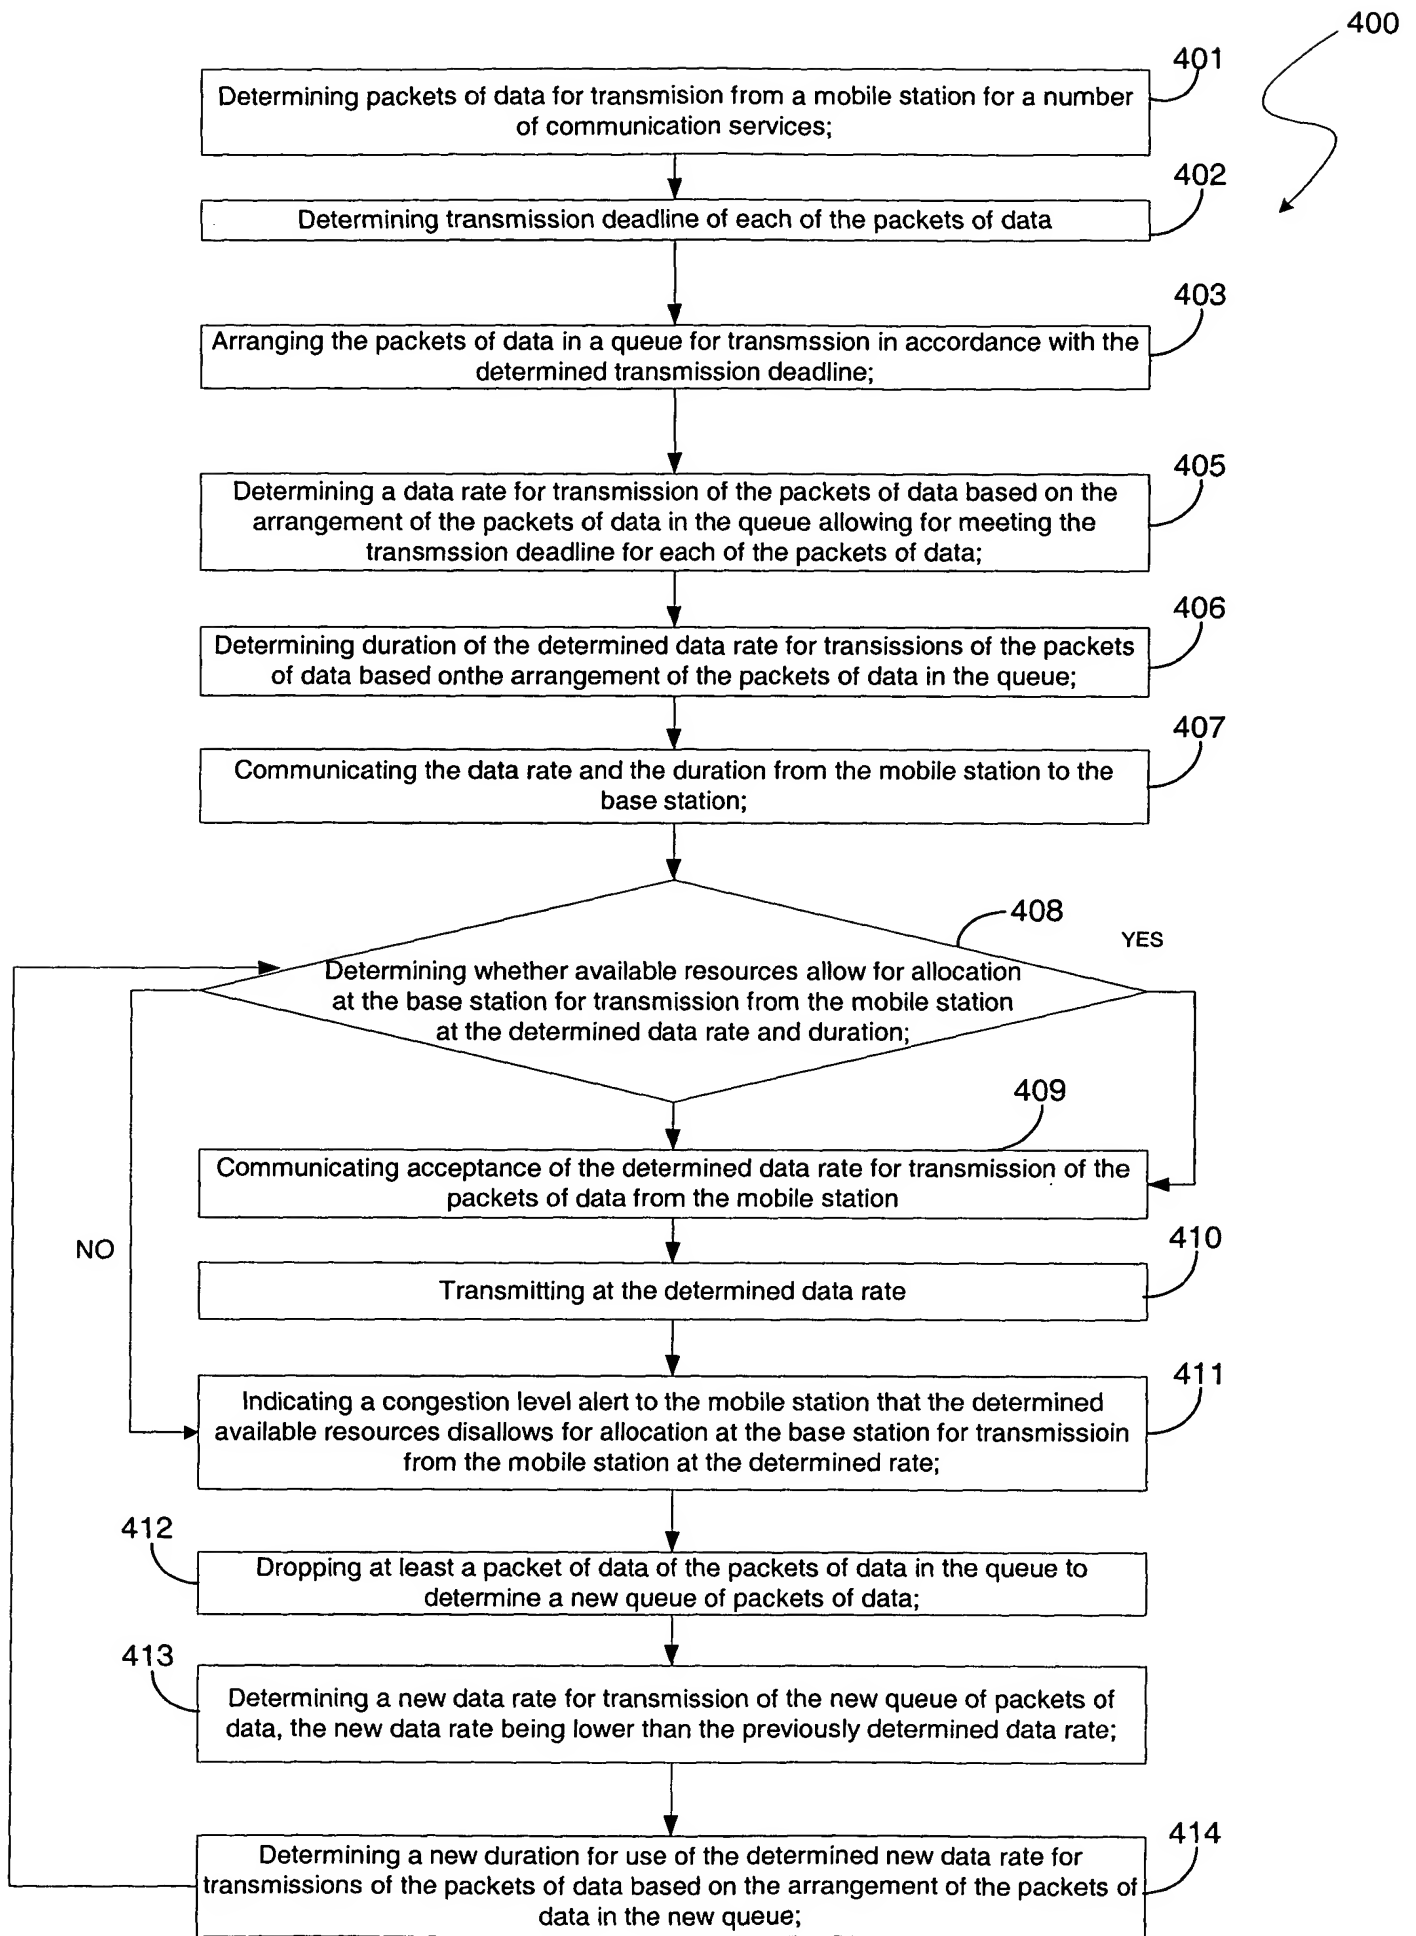 400
401
Determining packets of data for transmision from a mobile station for a number
of communication services;
402
Determining transmission deadline of each of the packets of data
403
Arranging the packets of data in a queue for transmssion in accordance with the
determined transmission deadline;
405
Determining a data rate for transmission of the packets of data based on the
arrangement of the packets of data in the queue allowing for meeting the
transmssion deadline for each of the packets of data;
406
Determining duration of the determined data rate for transissions of the packets
of data based onthe arrangement of the packets of data in the queue;
407
Communicating the data rate and the duration from the mobile station to the
base station;
408
YES
Determining whether available resources allow for allocation
at the base station for transmission from the mobile station
at the determined data rate and duration;
409
Communicating acceptance of the determined data rate for transmission of the
packets of data from the mobile station
NO
410
Transmitting at the determined data rate
411
Indicating a congestion level alert to the mobile station that the determined
available resources disallows for allocation at the base station for transmissioin
from the mobile station at the determined rate;
412
Dropping at least a packet of data of the packets of data in the queue to
determine a new queue of packets of data;
413
Determining a new data rate for transmission of the new queue of packets of
data, the new data rate being lower than the previously determined data rate;
414
Determining a new duration for use of the determined new data rate for
transmissions of the packets of data based on the arrangement of the packets of
data in the new queue;